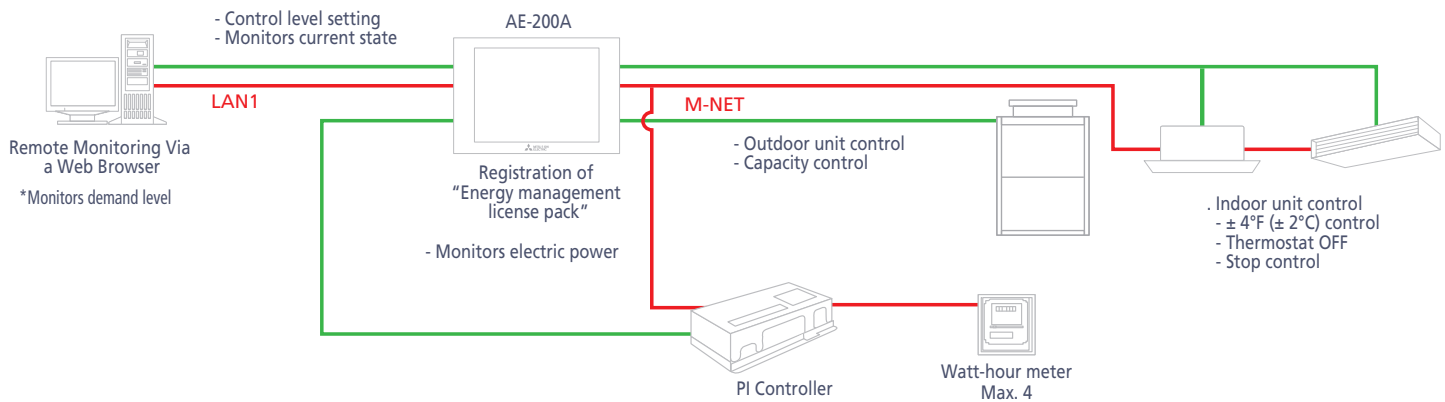 - Control level setting
- Monitors current state
AE-200A
LAN1
M-NET
Remote Monitoring Via
a Web Browser
*Monitors demand level
MITSUBISHI
ELECTRIC
Registration of
“Energy management
license pack”
- Monitors electric power
- Outdoor unit control
- Capacity control
. Indoor unit control
- ± 4°F (± 2°C) control
- Thermostat OFF
- Stop control
PI Controller
Watt-hour meter
Max. 4